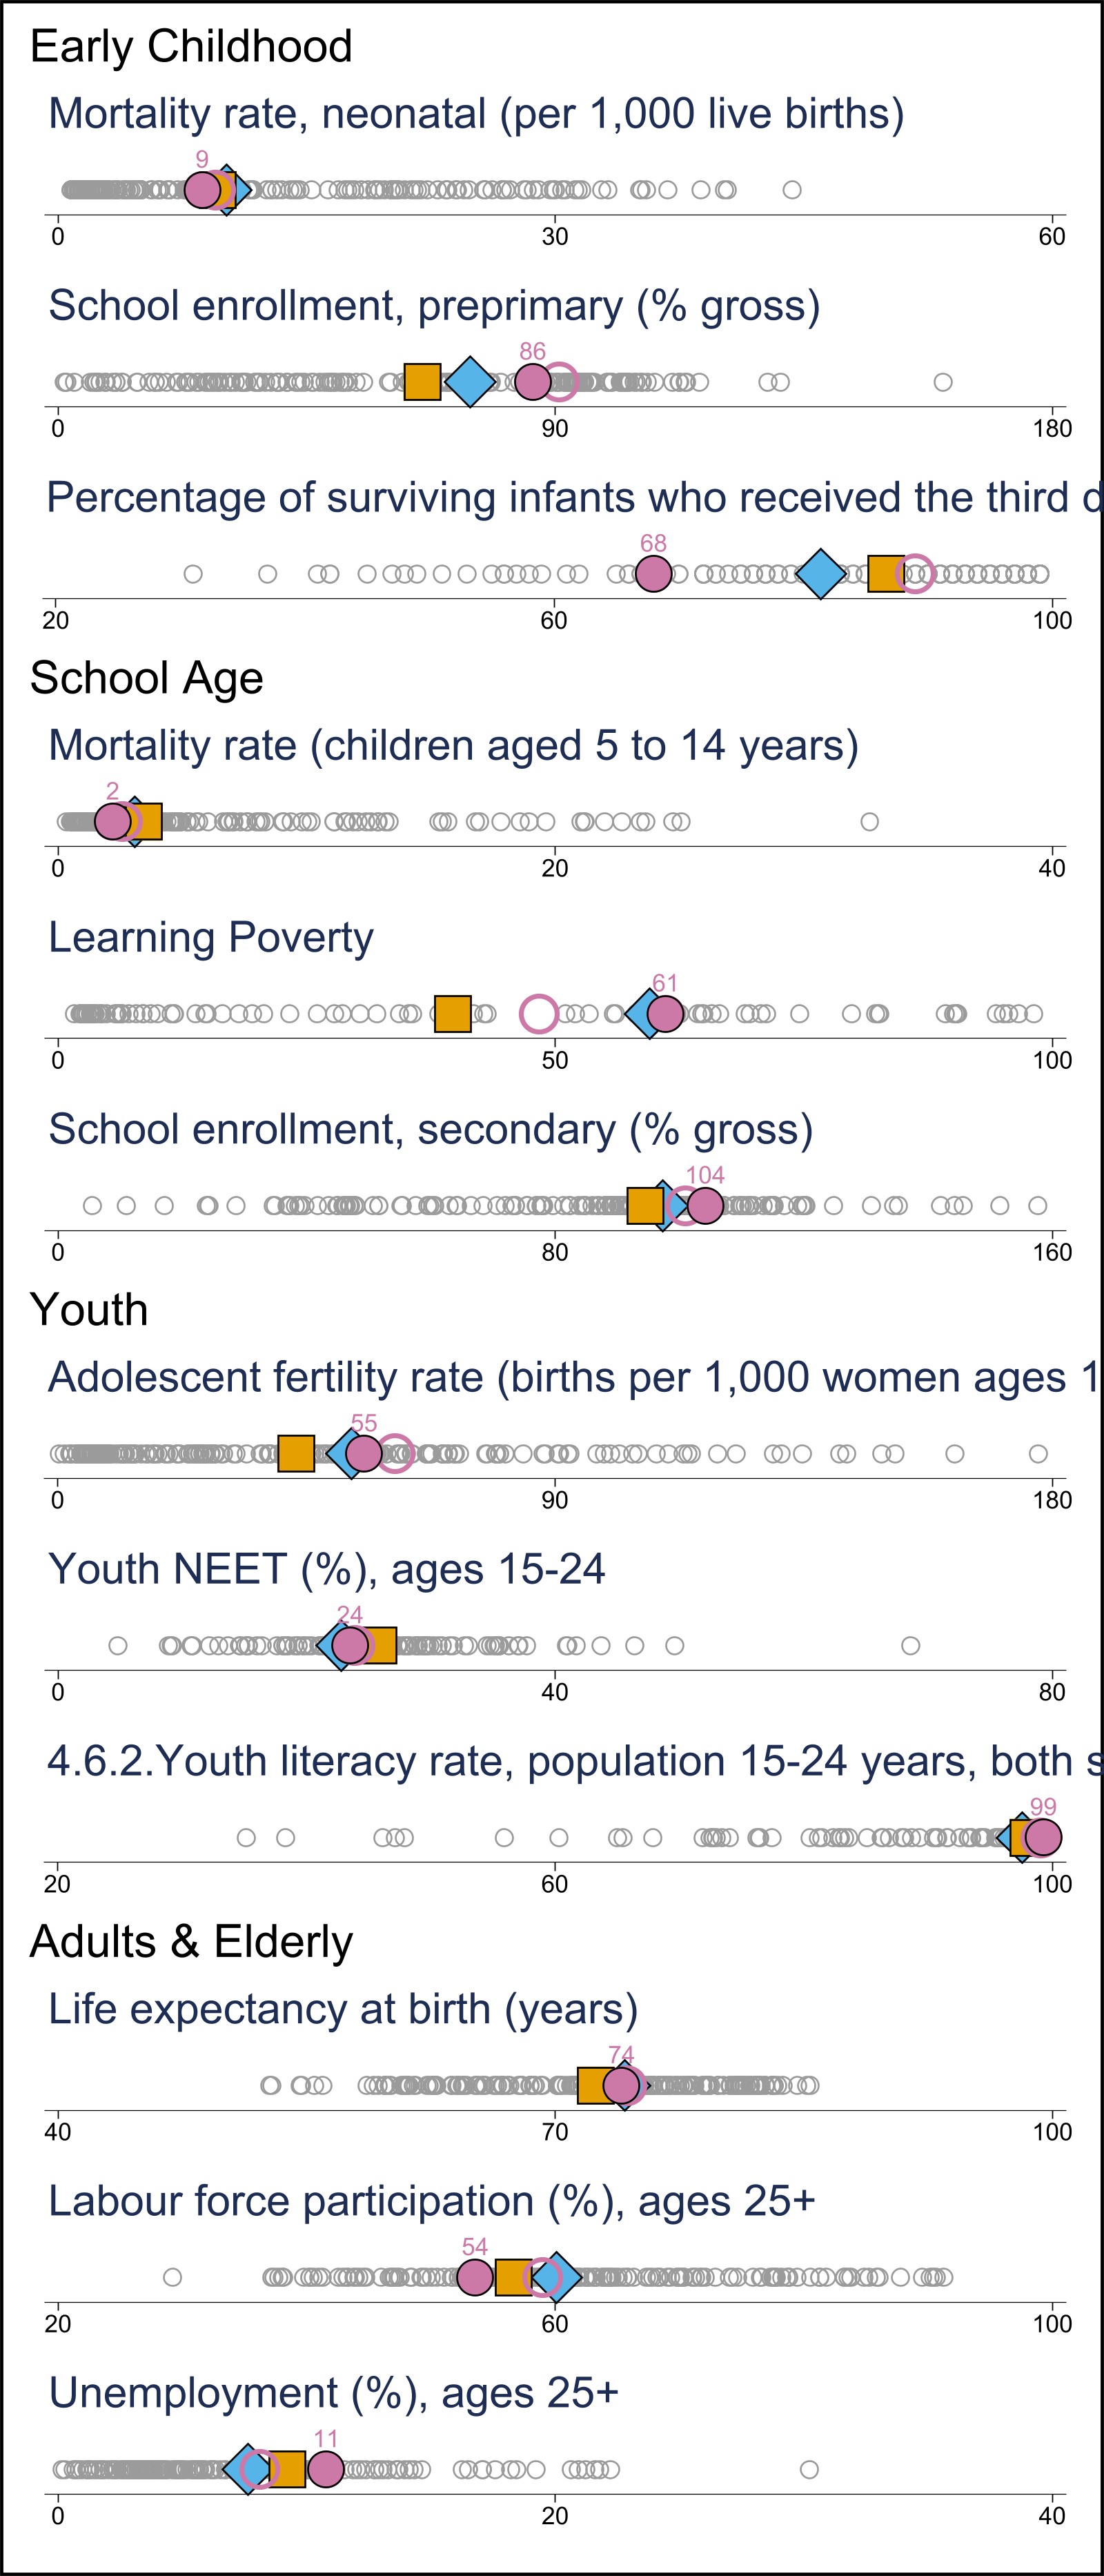 Early Childhood
Mortality rate, neonatal (per 1,000 live births)
9
0 30 60
School enrollment, preprimary (% gross)
86
0 90 180
Percentage of surviving infants who received the third d
68
20 60 100
School Age
Mortality rate (children aged 5 to 14 years)
2
0 20 40
Learning Poverty
61
0 50 100
School enrollment, secondary (% gross)
104
0 80 160
Youth
Adolescent fertility rate (births per 1,000 women ages 1
55
0 90 180
Youth NEET (%), ages 15-24
24
0 40 80
4.6.2.Youth literacy rate, population 15-24 years, both s
99
20 60 100
Adults & Elderly
Life expectancy at birth (years)
74
40 70 100
Labour force participation (%), ages 25+
54
20 60 100
Unemployment (%), ages 25+
11
0 20 40